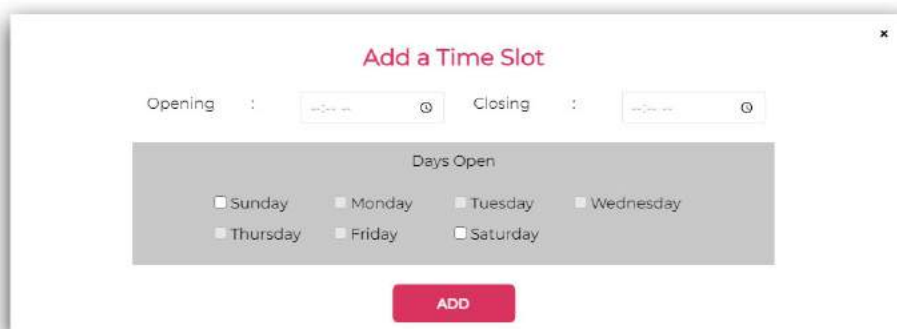 ×
Add a Time Slot
Opening : --:-- -- Closing : --:-- --
Days Open
Sunday Monday Tuesday Wednesday
Thursday Friday Saturday
ADD